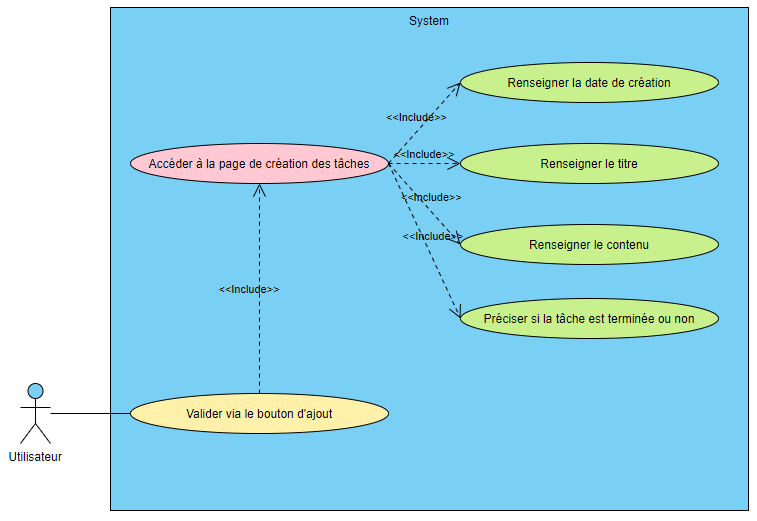 System
Renseigner la date de création
<<Include>>
Accéder à la page de création des tâches
<<Include>>
Renseigner le titre
<<Include>>
Renseigner le contenu
<<Include>>
Préciser si la tâche est terminée ou non
<<Include>>
Valider via le bouton d'ajout
Utilisateur